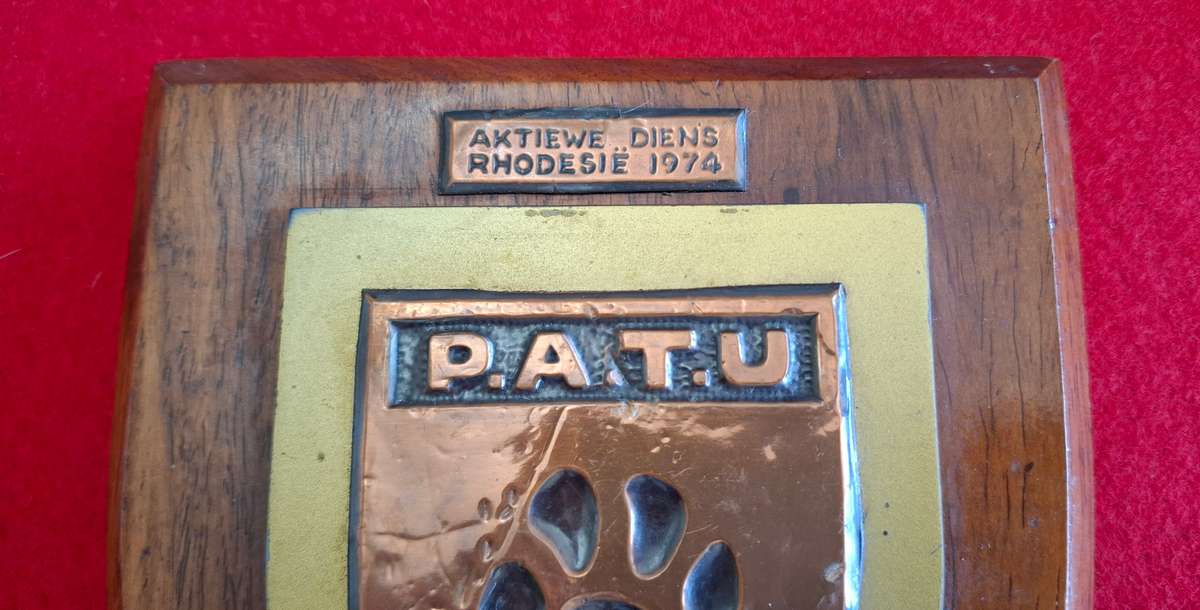 AKTIEWE DIENS
RHODESIË 1974
P.A.T.U